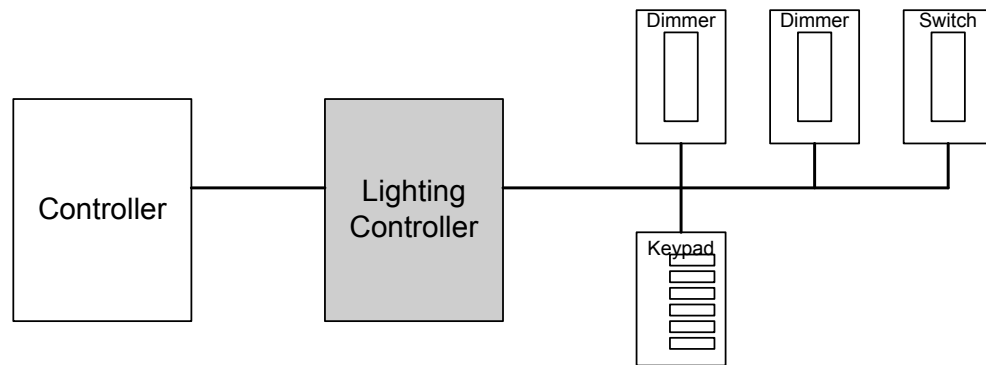 Dimmer
Dimmer
Switch
Controller
Lighting
Controller
Keypad